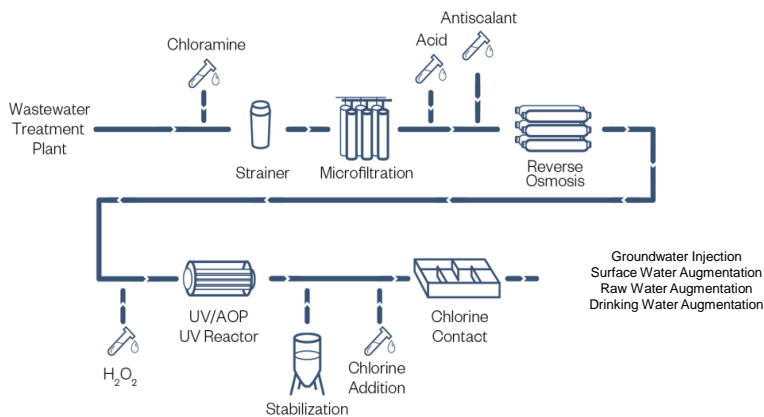 Antiscalant
Chloramine
Acid
Wastewater
Treatment
Plant
Strainer
Microfiltration
Reverse
Osmosis
Groundwater Injection
Surface Water Augmentation
Raw Water Augmentation
Drinking Water Augmentation
UV/AOP
UV Reactor
Chlorine
Contact
H₂O₂
Chlorine
Addition
Stabilization